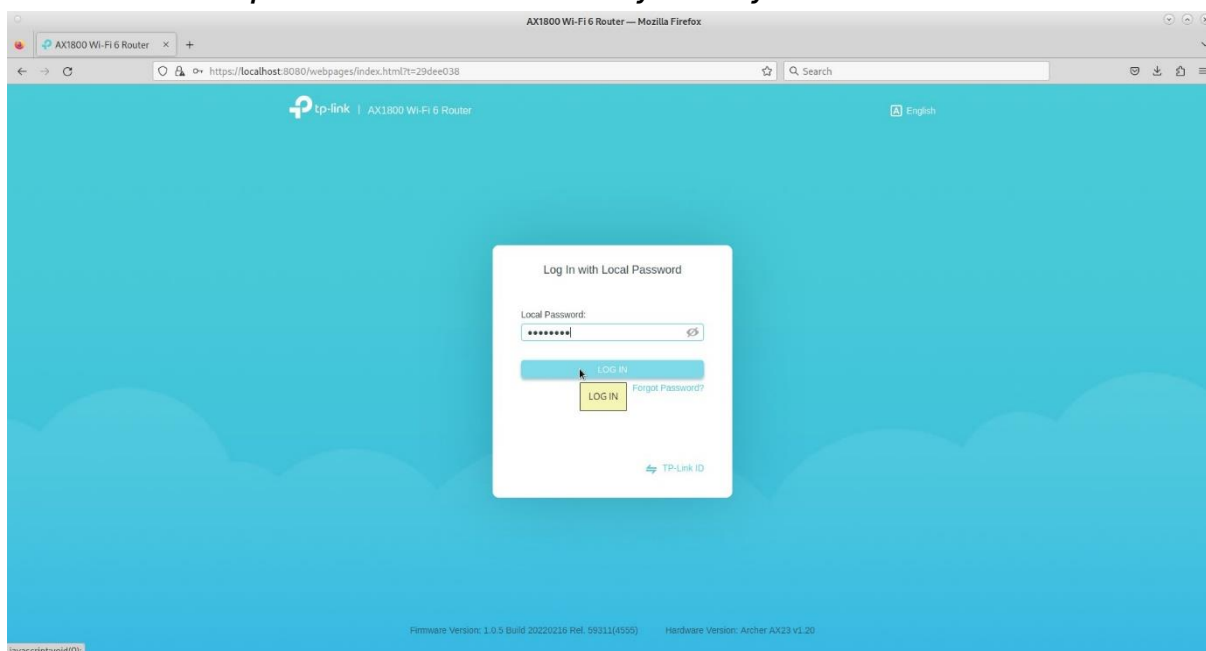 AX1800 Wi-Fi 6 Router — Mozilla Firefox
AX1800 Wi-Fi 6 Router × +
https://localhost:8080/webpages/index.html?t=29dee038 Search
tp-link | AX1800 Wi-Fi 6 Router A English
Log In with Local Password
Local Password:
LOG IN
Forgot Password?
LOG IN
TP-Link ID
Firmware Version: 1.0.5 Build 20220216 Rel. 59311(4555) Hardware Version: Archer AX23 v1.20